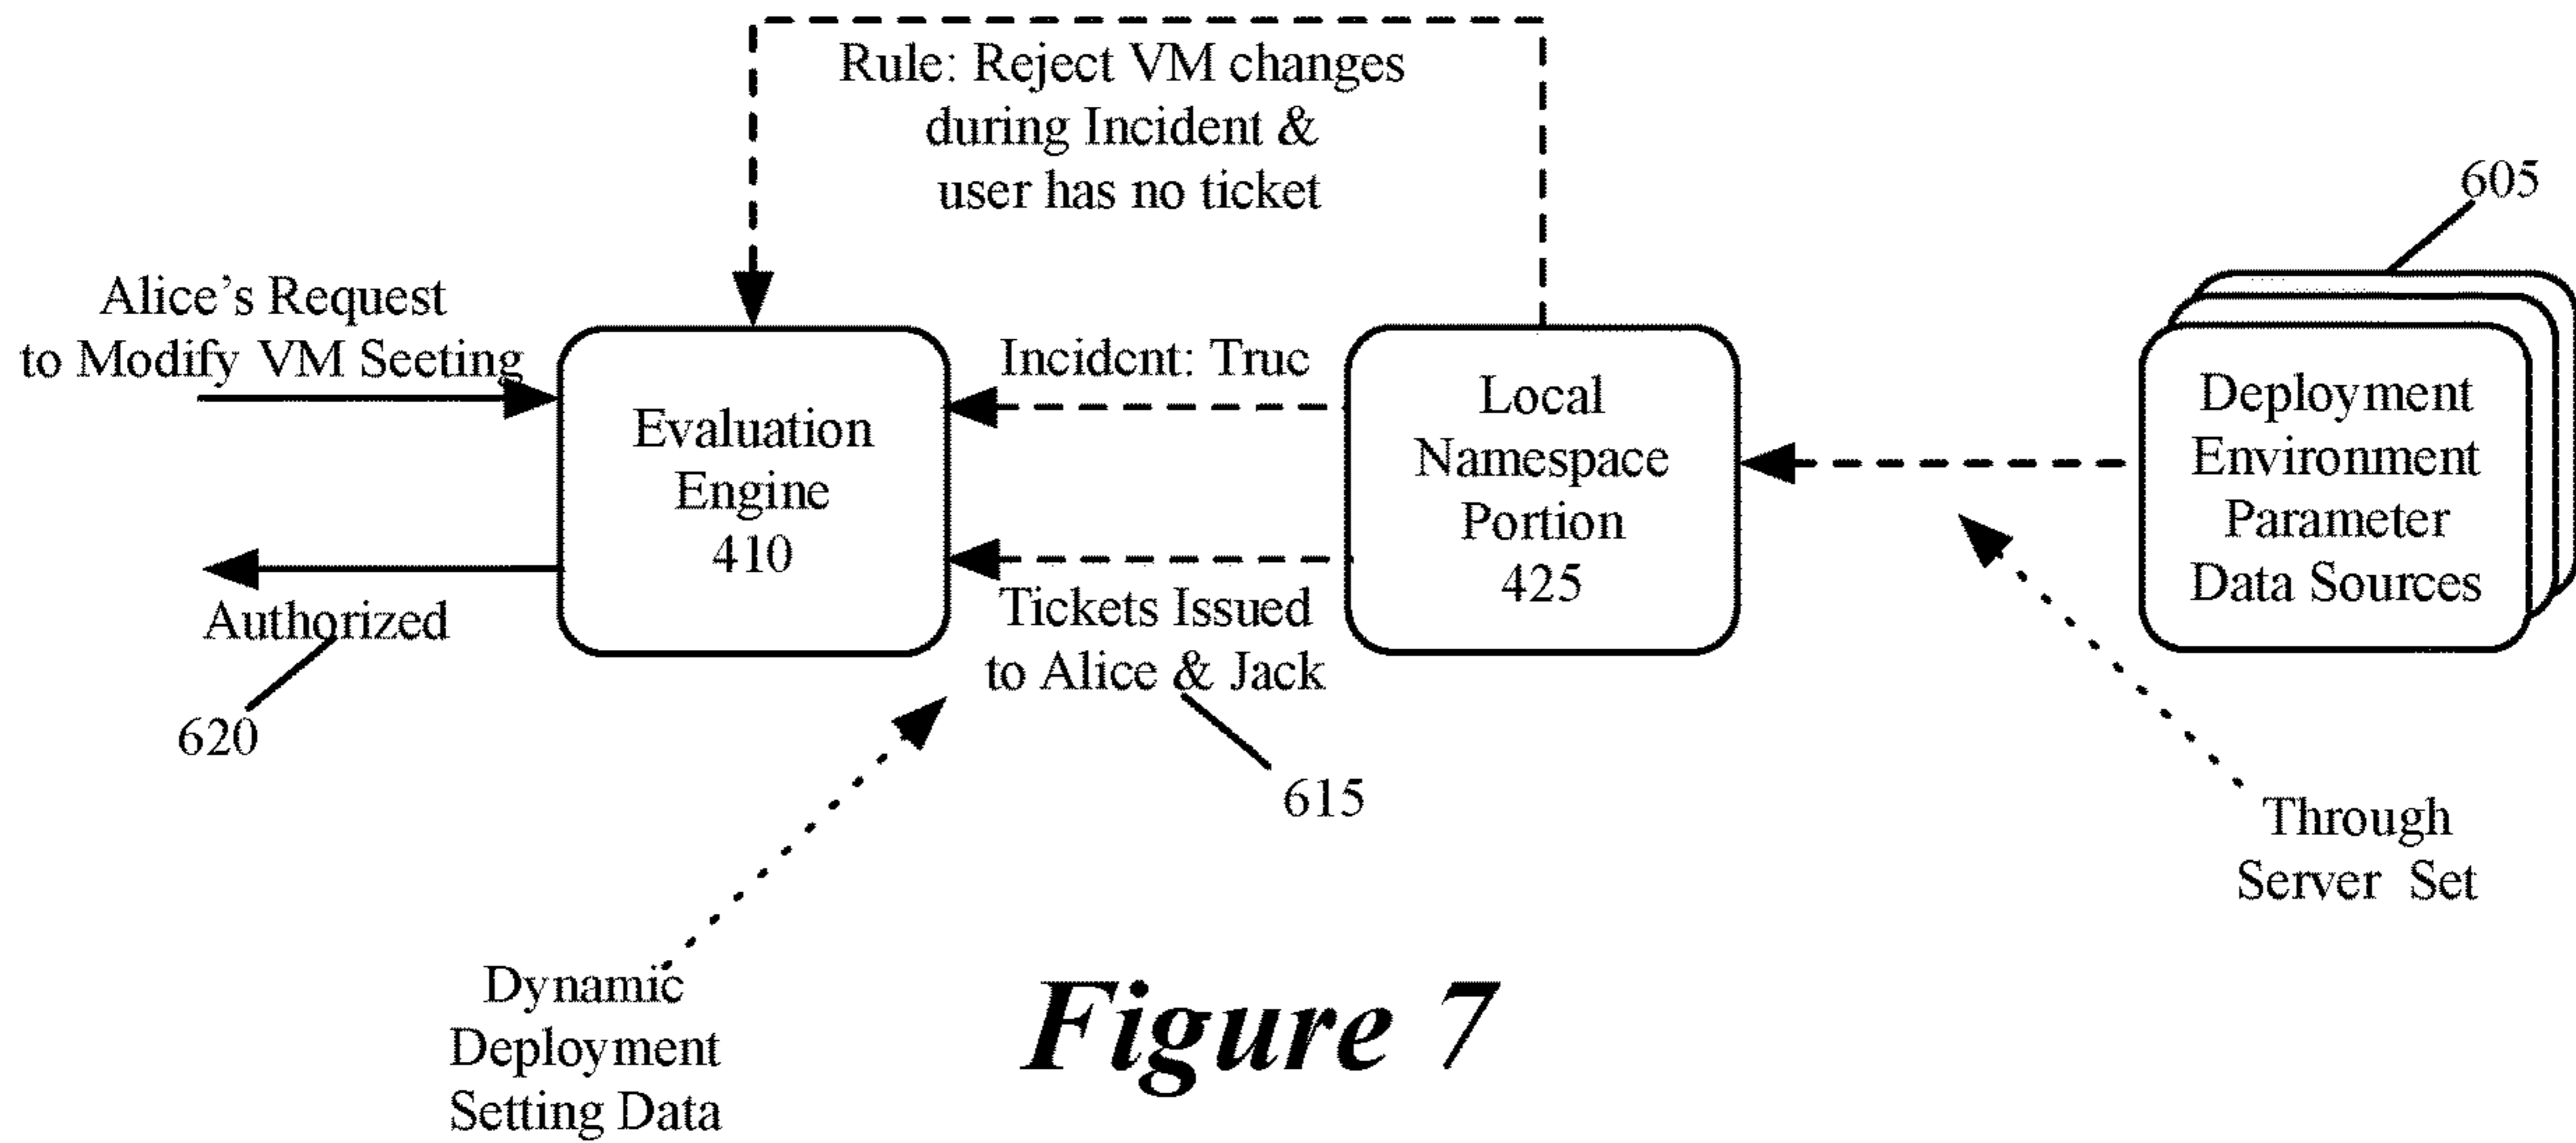 Rule: Reject VM changes
during Incident &
user has no ticket
605
Alice's Request
to Modify VM Seeting
Incident: True
Evaluation
Engine
410
Local
Namespace
Portion
425
Deployment
Environment
Parameter
Data Sources
Authorized
620
Tickets Issued
to Alice & Jack
615
Through
Server Set
Dynamic
Deployment
Setting Data
Figure 7